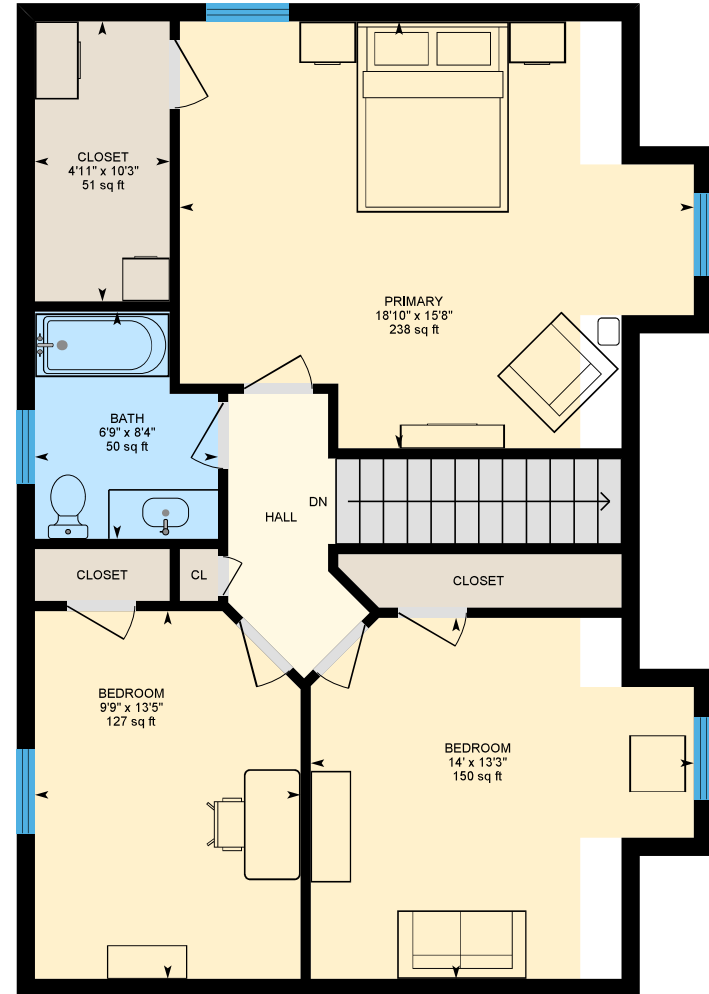 CLOSET
4'11" x 10'3"
51 sq ft
PRIMARY
18'10" x 15'8"
238 sq ft
BATH
6'9" x 8'4"
50 sq ft
DN
HALL
CLOSET
CL
CLOSET
BEDROOM
9'9" x 13'5"
127 sq ft
BEDROOM
14' x 13'3"
150 sq ft